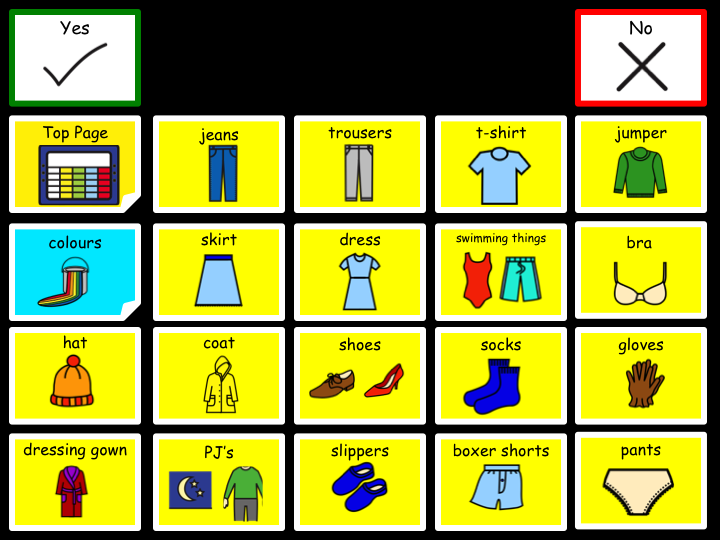 Yes
No
Top Page
jeans
trousers
t-shirt
jumper
colours
skirt
dress
swimming things
bra
hat
coat
shoes
socks
gloves
dressing gown
PJ's
slippers
boxer shorts
pants